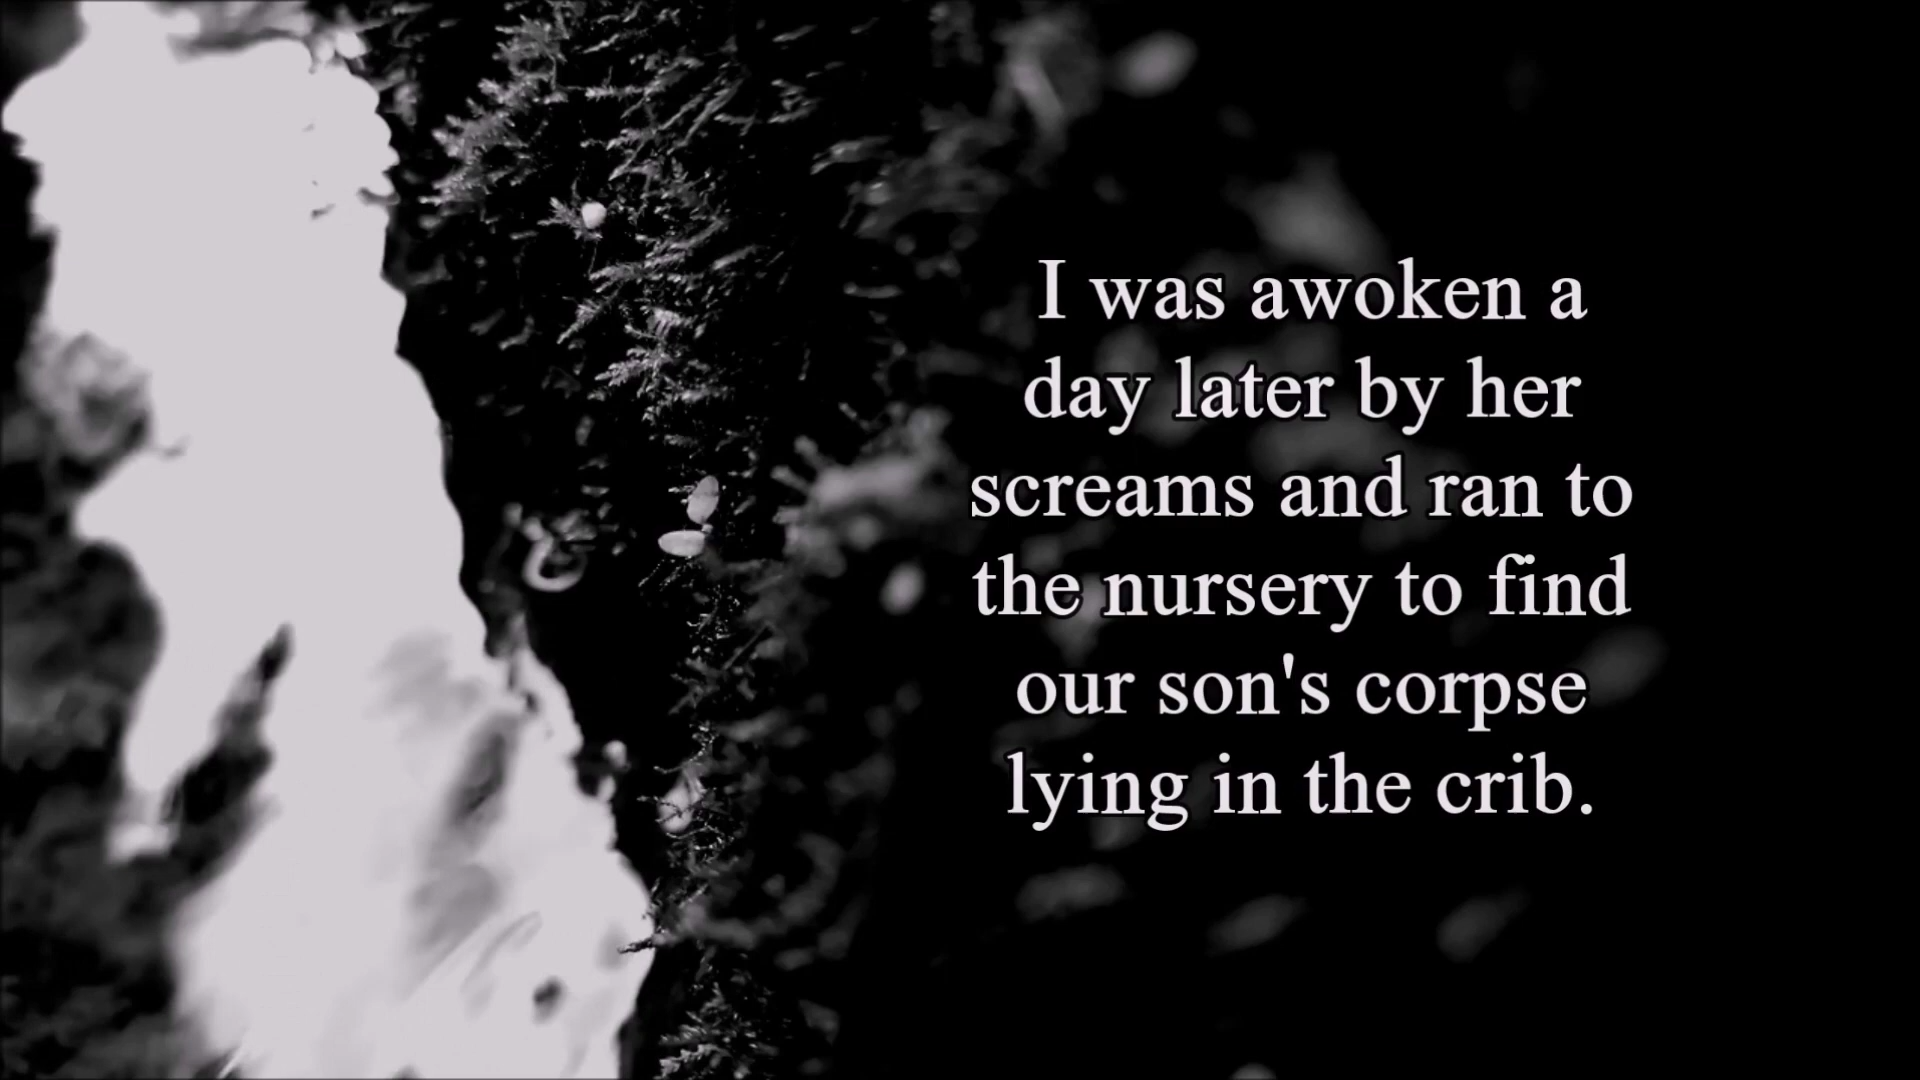 I was awoken a
day later by her
screams and ran to
the nursery to find
our son's corpse
lying in the crib.